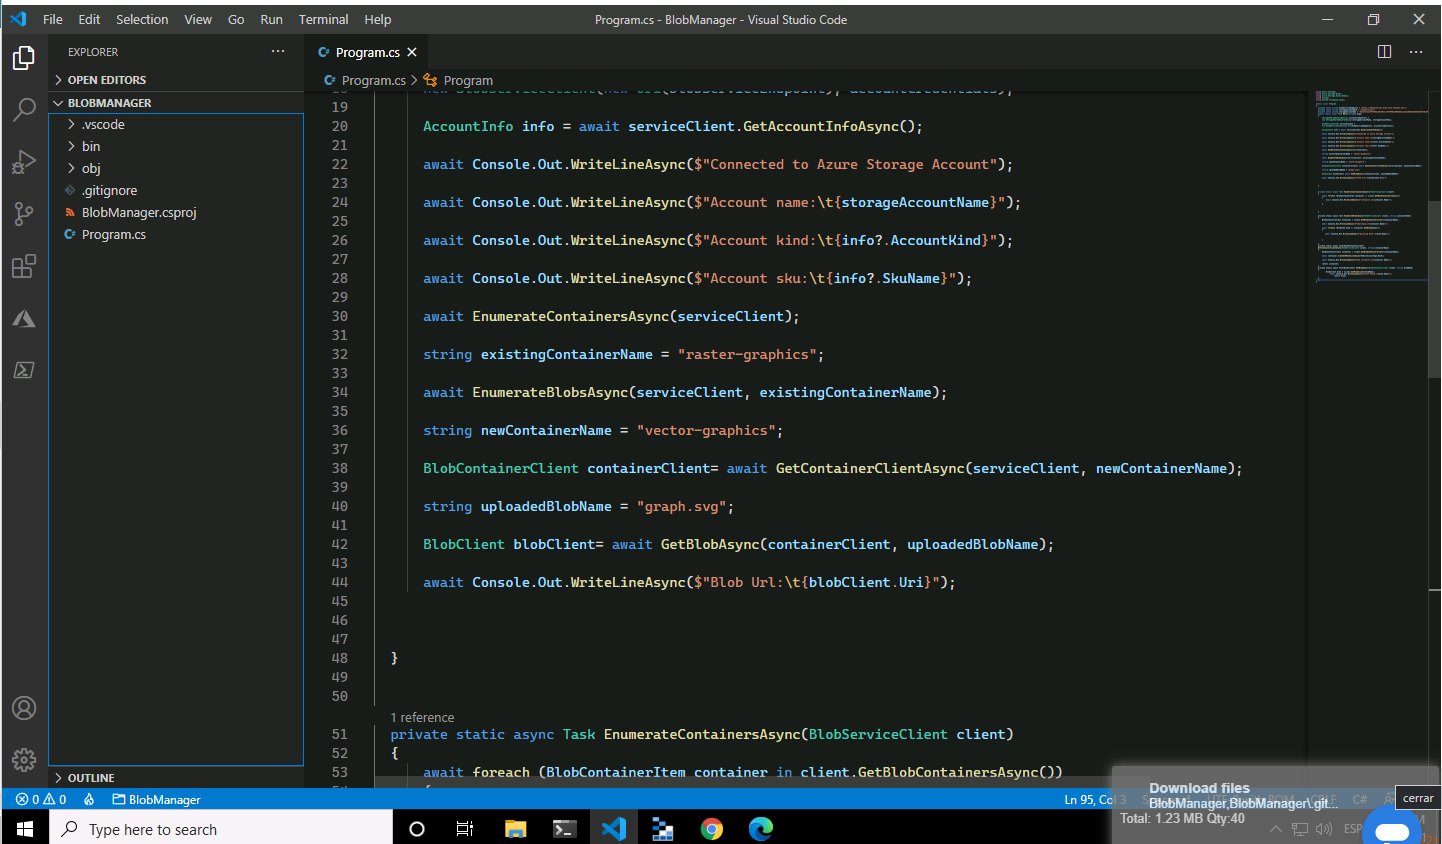 File Edit Selection View Go Run Terminal Help
Program.cs - BlobManager - Visual Studio Code
EXPLORER
OPEN EDITORS
BLOBMANAGER
.vscode
bin
obj
.gitignore
BlobManager.csproj
Program.cs
OUTLINE
Program.cs
Program.cs > Program
19
20 AccountInfo info = await serviceClient.GetAccountInfoAsync();
21
22 await Console.Out.WriteLineAsync($"Connected to Azure Storage Account");
23
24 await Console.Out.WriteLineAsync($"Account name:\t{storageAccountName}");
25
26 await Console.Out.WriteLineAsync($"Account kind:\t{info?.AccountKind}");
27
28 await Console.Out.WriteLineAsync($"Account sku:\t{info?.SkuName}");
29
30 await EnumerateContainersAsync(serviceClient);
31
32 string existingContainerName = "raster-graphics";
33
34 await EnumerateBlobsAsync(serviceClient, existingContainerName);
35
36 string newContainerName = "vector-graphics";
37
38 BlobContainerClient containerClient= await GetContainerClientAsync(serviceClient, newContainerName);
39
40 string uploadedBlobName = "graph.svg";
41
42 BlobClient blobClient= await GetBlobAsync(containerClient, uploadedBlobName);
43
44 await Console.Out.WriteLineAsync($"Blob Url:\t{blobClient.Uri}");
45
46
47
48 }
49
50
1 reference
51 private static async Task EnumerateContainersAsync(BlobServiceClient client)
52 {
53 await foreach (BlobContainerItem container in client.GetBlobContainersAsync())
0 0 BlobManager
Ln 95, Col 3
Download files
BlobManager,BlobManager\.git...
Total: 1.23 MB Qty:40
cerrar
Type here to search
ESP